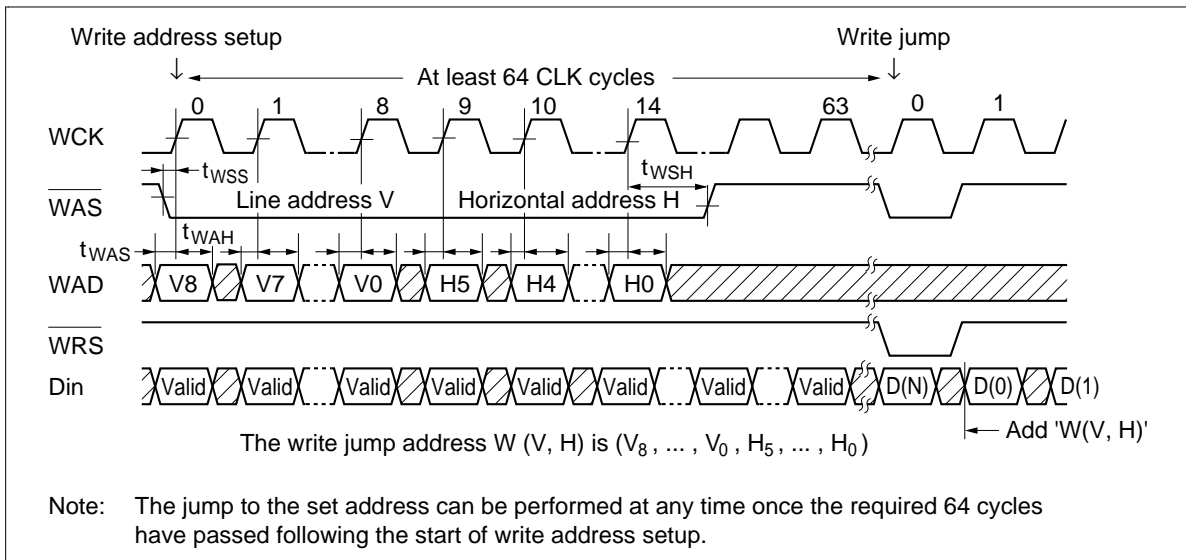 Write address setup Write jump
At least 64 CLK cycles
0 1 8 9 10 14 63 0 1
WCK
tWSS tWSH
WAS Line address V Horizontal address H
tWAS tWAH
WAD V8 V7 V0 H5 H4 H0
WRS
Din Valid Valid Valid Valid Valid Valid Valid Valid D(N) D(0) D(1)
Add 'W(V, H)'
The write jump address W (V, H) is (V8 , ... , V0 , H5 , ... , H0 )
Note: The jump to the set address can be performed at any time once the required 64 cycles
have passed following the start of write address setup.